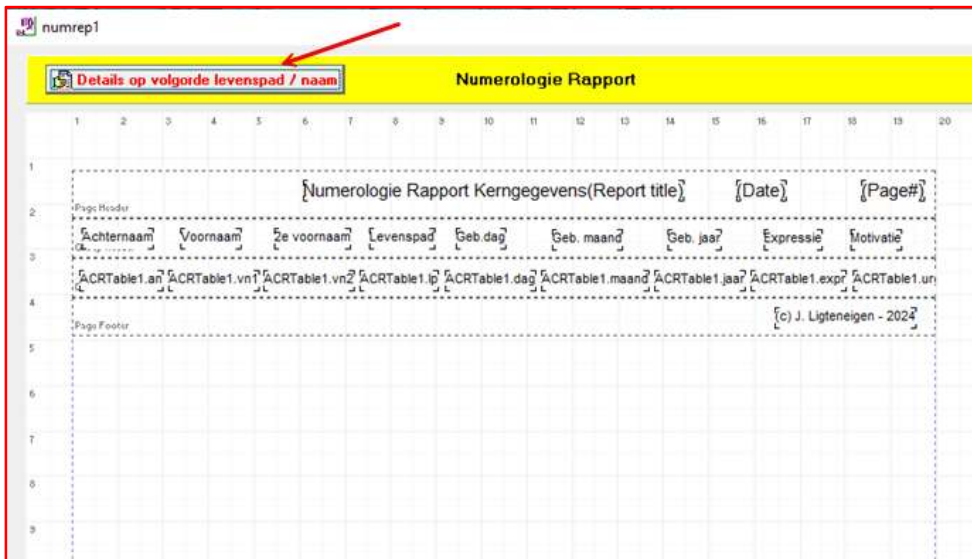 numrep1
Details op volgorde levenspad / naam
Numerologie Rapport
1 2 3 4 5 6 7 8 9 10 11 12 13 14 15 16 17 18 19 20
1
Numerologie Rapport Kerngegevens(Report title) (Date) (Page#)
Page Header
2
Achternaam Voornaam 2e voornaam Levenspad Geb.dag Geb. maand Geb. jaar Expressie Motivatie
3
ACRTable1.an ACRTable1.vn1 ACRTable1.vn2 ACRTable1.lp ACRTable1.dag ACRTable1.maand ACRTable1.jaar ACRTable1.expr ACRTable1.urg
4
(c) J. Ligteneigen - 2024
Page Footer
5
6
7
8
9